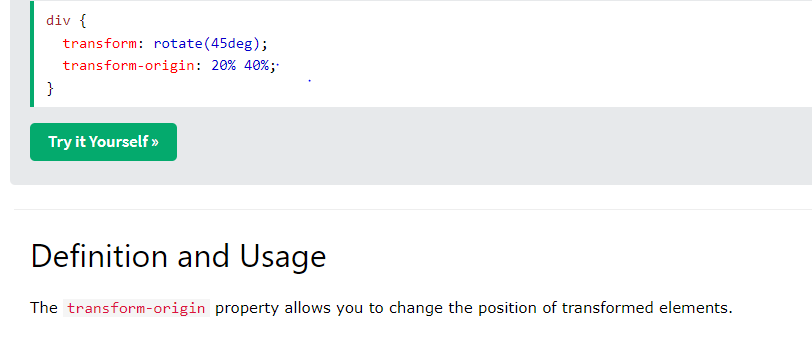 div {
  transform: rotate(45deg);
  transform-origin: 20% 40%;
}
Try it Yourself »
Definition and Usage
The transform-origin property allows you to change the position of transformed elements.